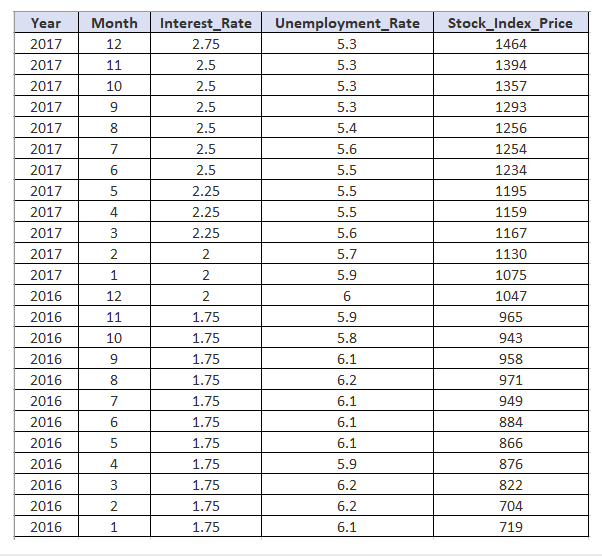 Year Month Interest_Rate Unemployment_Rate Stock_Index_Price
2017 12 2.75 5.3 1464
2017 11 2.5 5.3 1394
2017 10 2.5 5.3 1357
2017 9 2.5 5.3 1293
2017 8 2.5 5.4 1256
2017 7 2.5 5.6 1254
2017 6 2.5 5.5 1234
2017 5 2.25 5.5 1195
2017 4 2.25 5.5 1159
2017 3 2.25 5.6 1167
2017 2 2 5.7 1130
2017 1 2 5.9 1075
2016 12 2 6 1047
2016 11 1.75 5.9 965
2016 10 1.75 5.8 943
2016 9 1.75 6.1 958
2016 8 1.75 6.2 971
2016 7 1.75 6.1 949
2016 6 1.75 6.1 884
2016 5 1.75 6.1 866
2016 4 1.75 5.9 876
2016 3 1.75 6.2 822
2016 2 1.75 6.2 704
2016 1 1.75 6.1 719